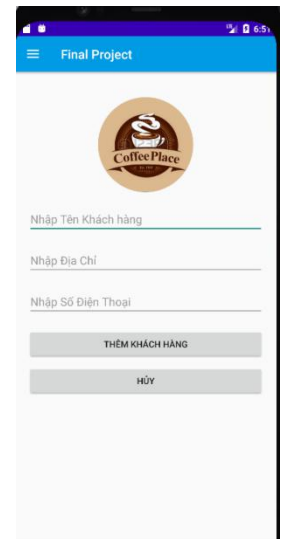 6:51
Final Project
Coffee Place
Nhập Tên Khách hàng
Nhập Địa Chỉ
Nhập Số Điện Thoại
THÊM KHÁCH HÀNG
HỦY